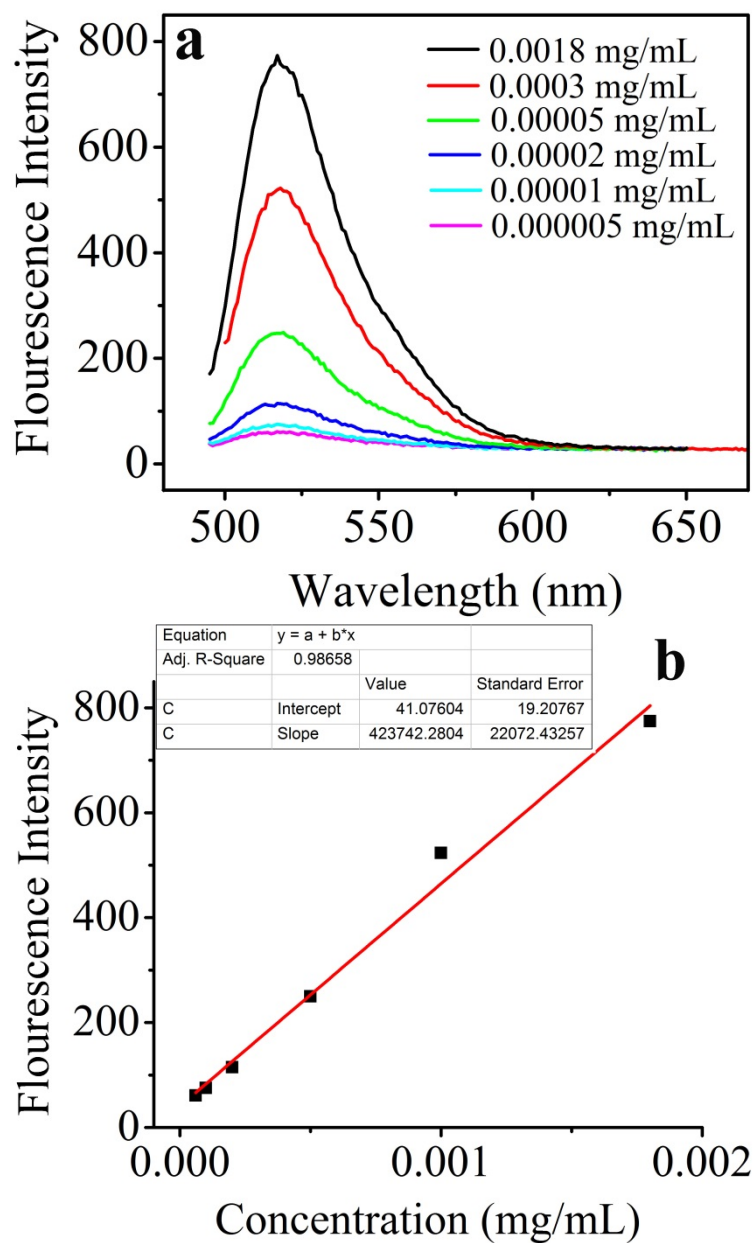 a
0.0018 mg/mL
0.0003 mg/mL
0.00005 mg/mL
0.00002 mg/mL
0.00001 mg/mL
0.000005 mg/mL
Flourescence Intensity
800
600
400
200
0
500 550 600 650
Wavelength (nm)
b
Equation y = a + b*x
Adj. R-Square 0.98658
Value Standard Error
C Intercept 41.07604 19.20767
C Slope 423742.2804 22072.43257
Flourescence Intensity
800
600
400
200
0
0.000 0.001 0.002
Concentration (mg/mL)